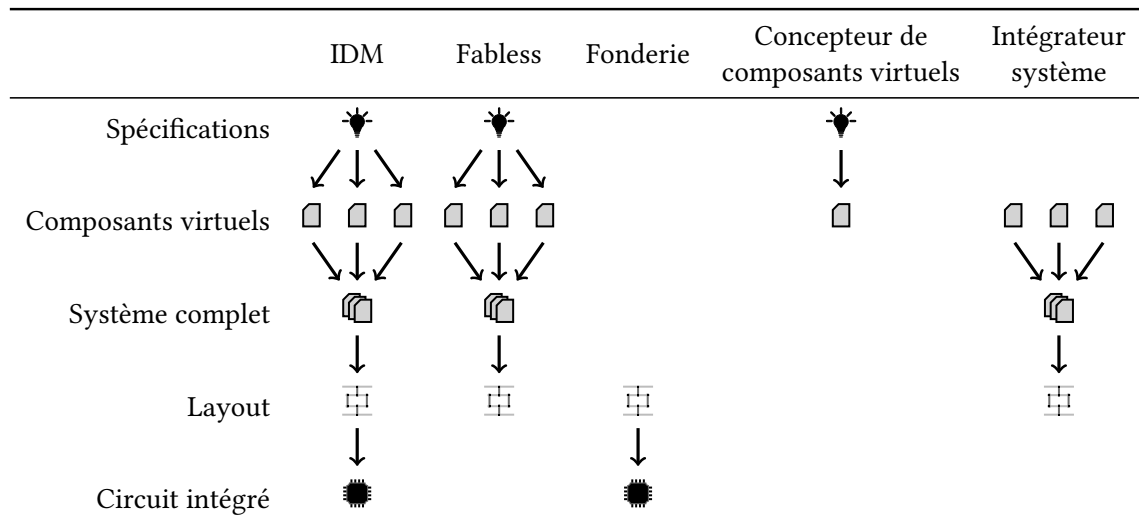 IDM Fabless Fonderie Concepteur de composants virtuels Intégrateur système
Spécifications
Composants virtuels
Système complet
Layout
Circuit intégré